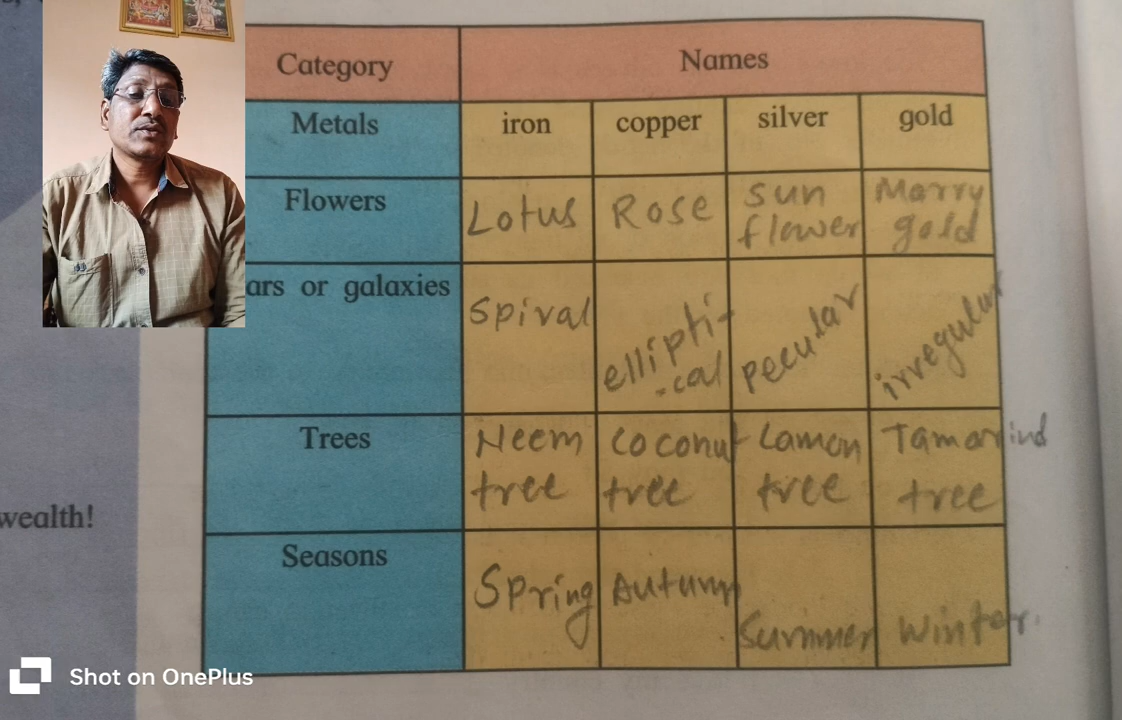 Category Names
Metals iron copper silver gold
Flowers Lotus Rose sun Marry
flower gold
ars or galaxies Spiral ellipti- pecular irregular
.cal
Trees Neem coconut Lamon Tamarind
tree tree tree tree
wealth!
Seasons Spring Autumn Summer Winter
Shot on OnePlus